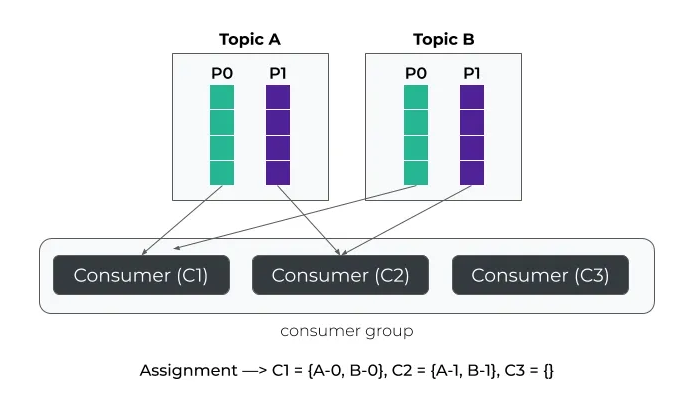 Topic A Topic B
P0 P1 P0 P1
Consumer (C1) Consumer (C2) Consumer (C3)
consumer group
Assignment —> C1 = {A-0, B-0}, C2 = {A-1, B-1}, C3 = {}